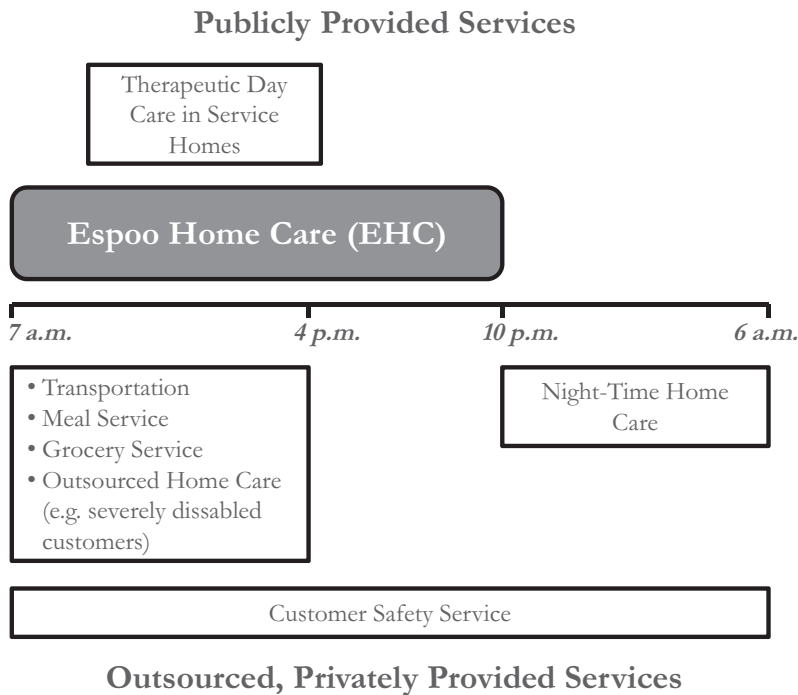 Publicly Provided Services
Therapeutic Day
Care in Service
Homes
Espoo Home Care (EHC)
7 a.m.
4 p.m.
10 p.m.
6 a.m.
• Transportation
• Meal Service
• Grocery Service
• Outsourced Home Care
(e.g. severely dissabled
customers)
Night-Time Home
Care
Customer Safety Service
Outsourced, Privately Provided Services